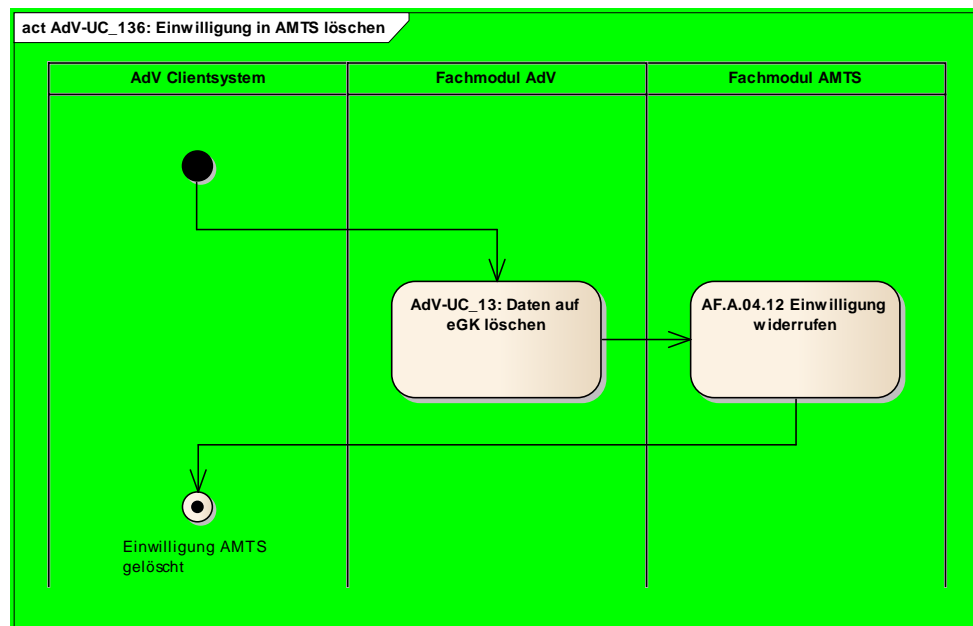 act AdV-UC_136: Einwilligung in AMTS löschen
AdV Clientsystem
Fachmodul AdV
Fachmodul AMTS
AdV-UC_13: Daten auf
eGK löschen
AF.A.04.12 Einwilligung
widerrufen
Einwilligung AMTS
gelöscht